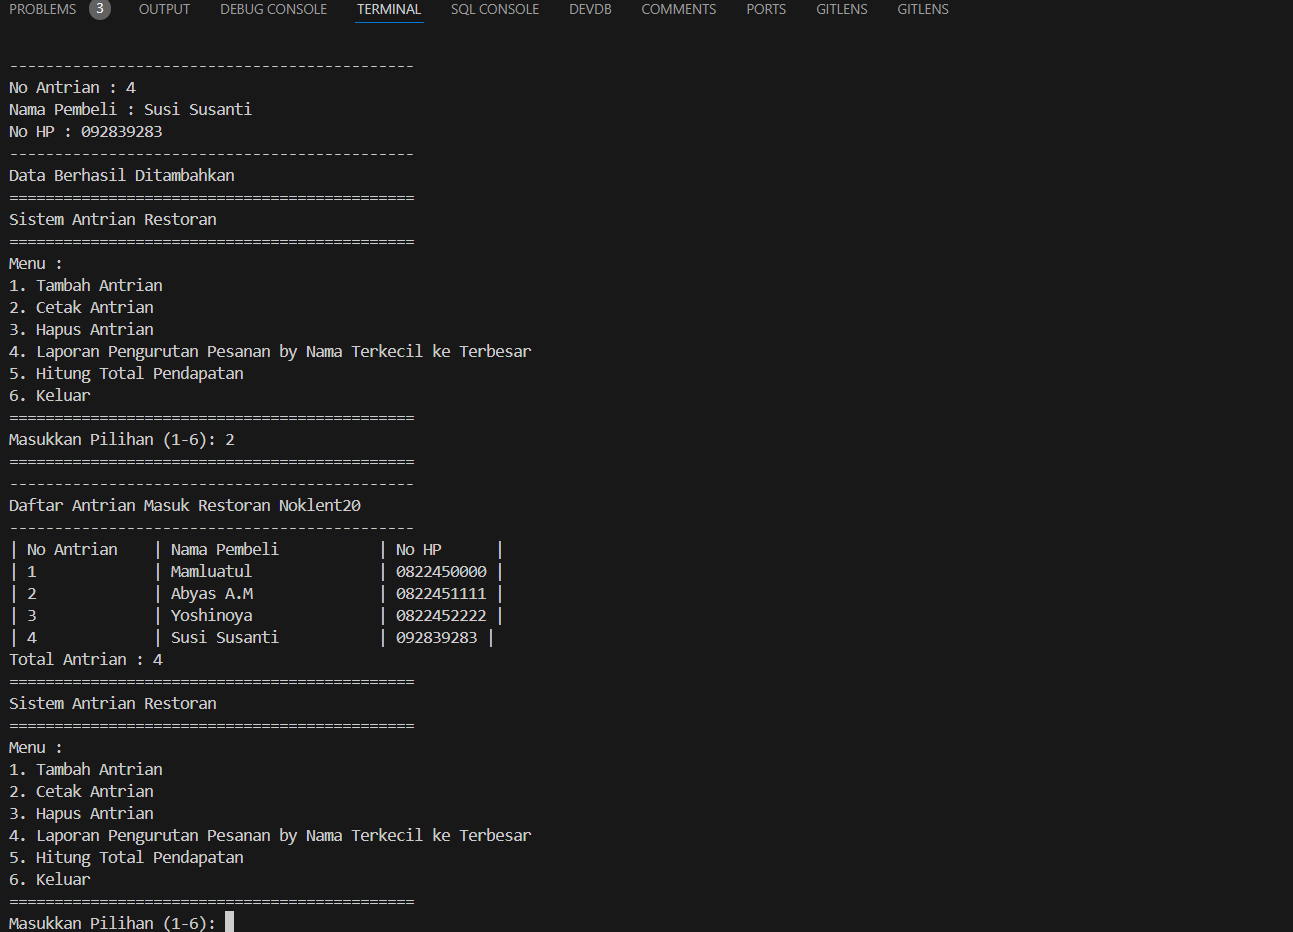 PROBLEMS 3 OUTPUT DEBUG CONSOLE TERMINAL SQL CONSOLE DEVDB COMMENTS PORTS GITLENS GITLENS
---------------------------------------------
No Antrian : 4
Nama Pembeli : Susi Susanti
No HP : 092839283
---------------------------------------------
Data Berhasil Ditambahkan
=============================================
Sistem Antrian Restoran
=============================================
Menu :
1. Tambah Antrian
2. Cetak Antrian
3. Hapus Antrian
4. Laporan Pengurutan Pesanan by Nama Terkecil ke Terbesar
5. Hitung Total Pendapatan
6. Keluar
=============================================
Masukkan Pilihan (1-6): 2
=============================================
---------------------------------------------
Daftar Antrian Masuk Restoran Noklent20
---------------------------------------------
| No Antrian    | Nama Pembeli           | No HP      |
| 1             | Mamluatul              | 0822450000 |
| 2             | Abyas A.M              | 0822451111 |
| 3             | Yoshinoya              | 0822452222 |
| 4             | Susi Susanti           | 092839283 |
Total Antrian : 4
=============================================
Sistem Antrian Restoran
=============================================
Menu :
1. Tambah Antrian
2. Cetak Antrian
3. Hapus Antrian
4. Laporan Pengurutan Pesanan by Nama Terkecil ke Terbesar
5. Hitung Total Pendapatan
6. Keluar
=============================================
Masukkan Pilihan (1-6):